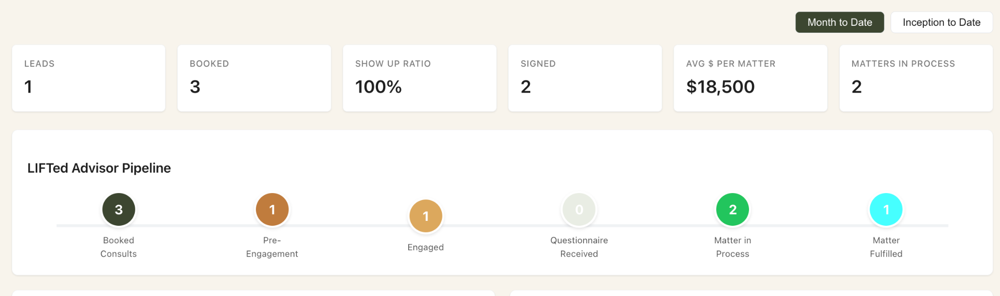 Month to Date
Inception to Date
LEADS
1
BOOKED
3
SHOW UP RATIO
100%
SIGNED
2
AVG $ PER MATTER
$18,500
MATTERS IN PROCESS
2
LIFTed Advisor Pipeline
3
Booked
Consults
1
Pre-
Engagement
1
Engaged
0
Questionnaire
Received
2
Matter in
Process
1
Matter
Fulfilled